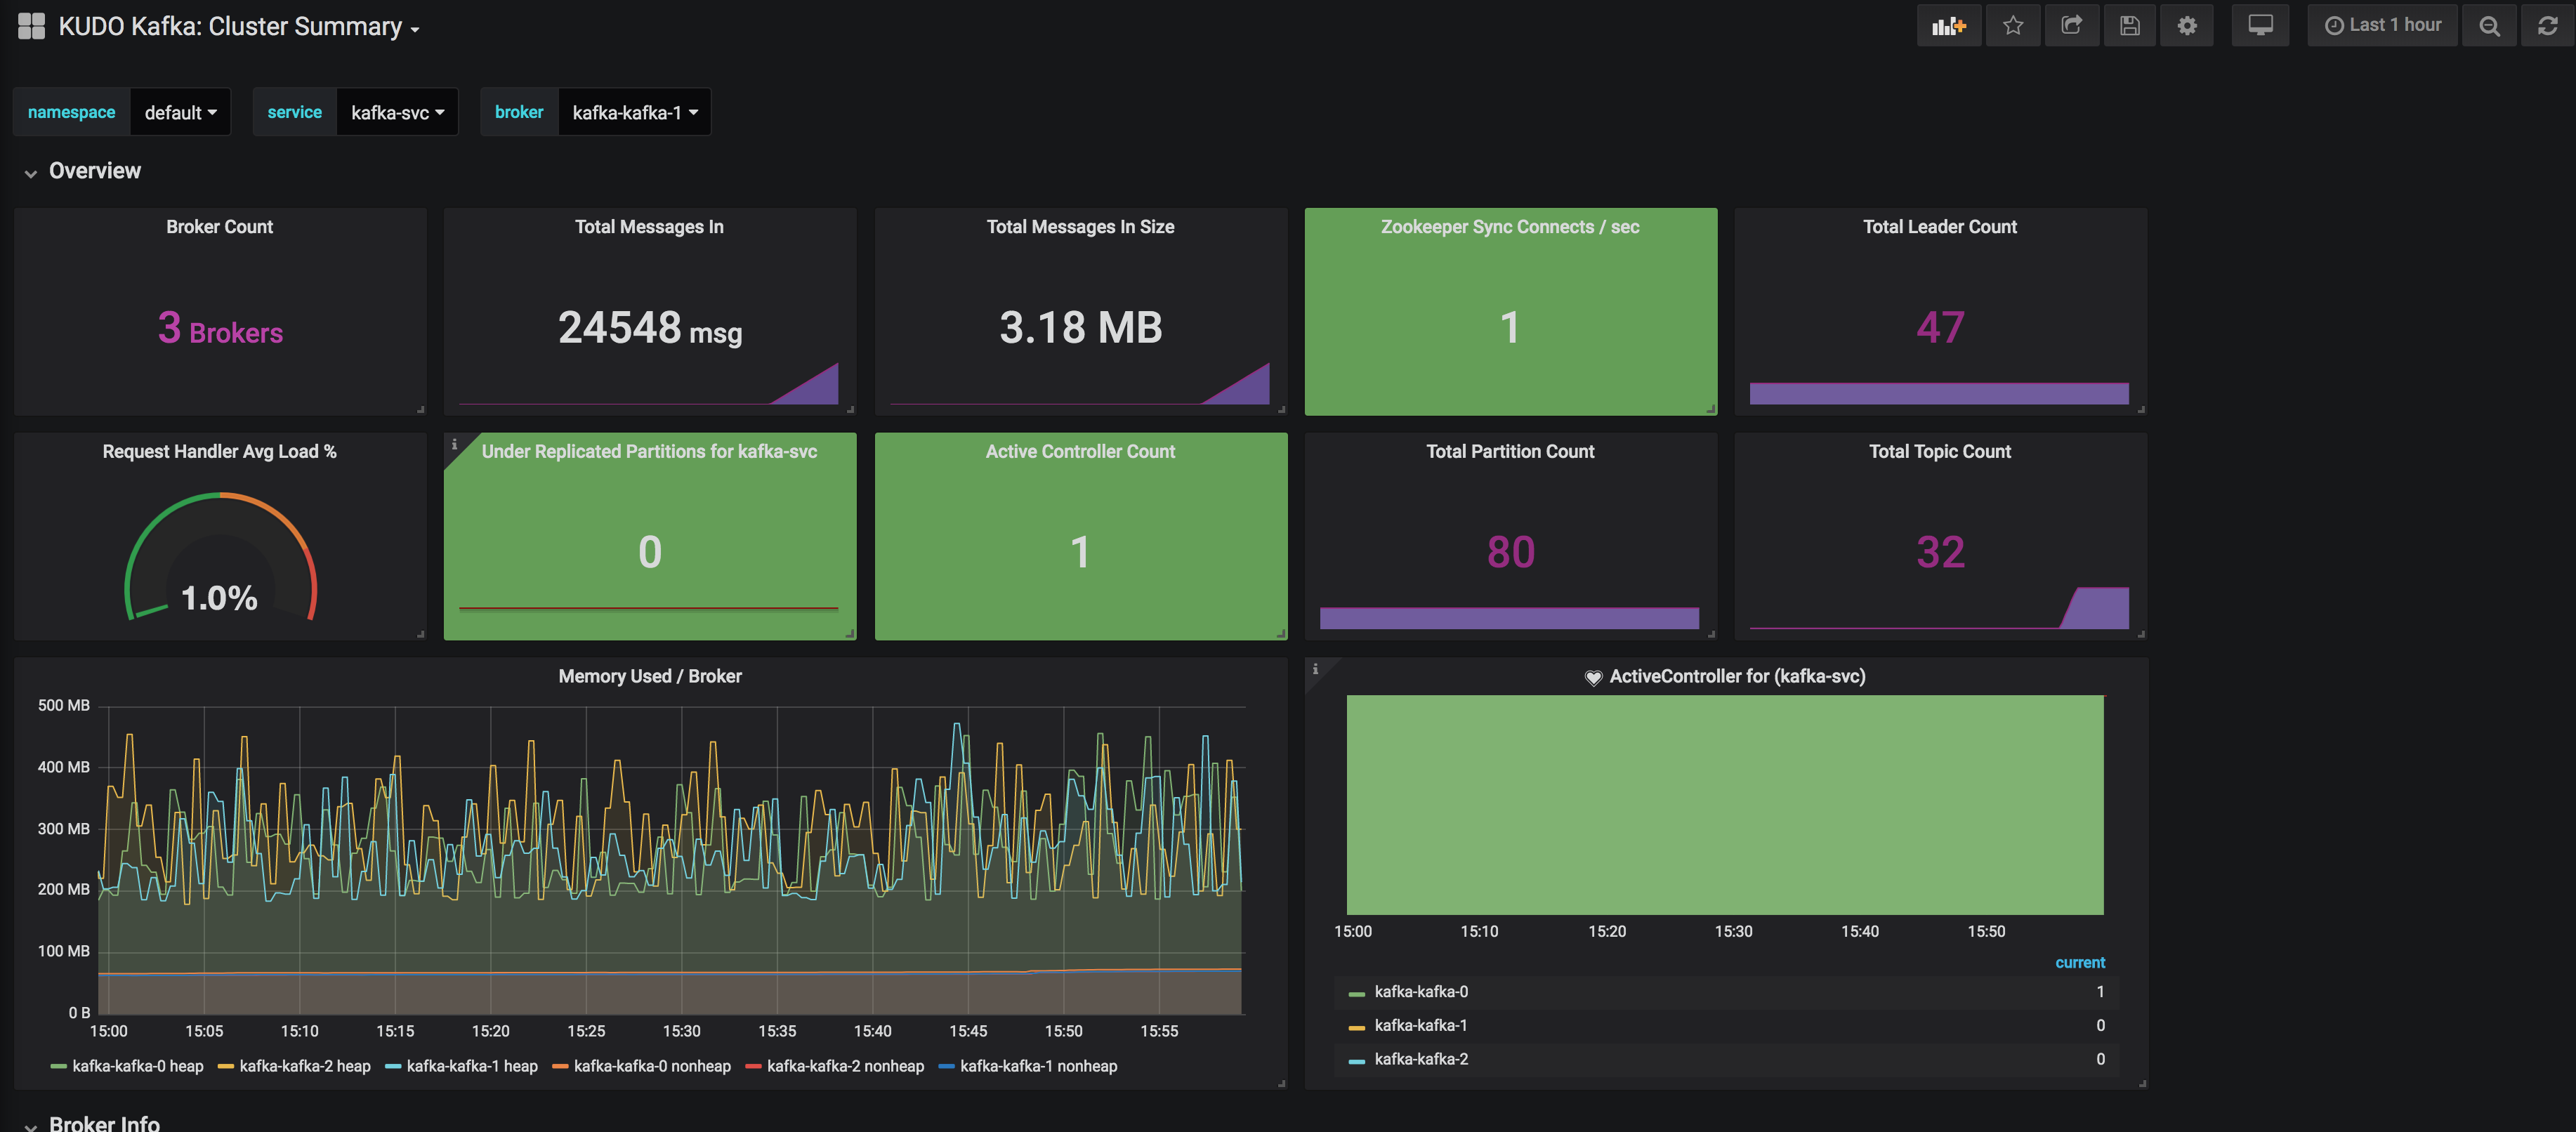 KUDO Kafka: Cluster Summary
Last 1 hour
namespace default service kafka-svc broker kafka-kafka-1
Overview
Broker Count
3 Brokers
Total Messages In
24548 msg
Total Messages In Size
3.18 MB
Zookeeper Sync Connects / sec
1
Total Leader Count
47
Request Handler Avg Load %
1.0%
Under Replicated Partitions for kafka-svc
0
Active Controller Count
1
Total Partition Count
80
Total Topic Count
32
Memory Used / Broker
500 MB
400 MB
300 MB
200 MB
100 MB
0 B
15:00 15:05 15:10 15:15 15:20 15:25 15:30 15:35 15:40 15:45 15:50 15:55
kafka-kafka-0 heap kafka-kafka-2 heap kafka-kafka-1 heap kafka-kafka-0 nonheap kafka-kafka-2 nonheap kafka-kafka-1 nonheap
ActiveController for (kafka-svc)
15:00 15:10 15:20 15:30 15:40 15:50
current
kafka-kafka-0 1
kafka-kafka-1 0
kafka-kafka-2 0
Broker Info